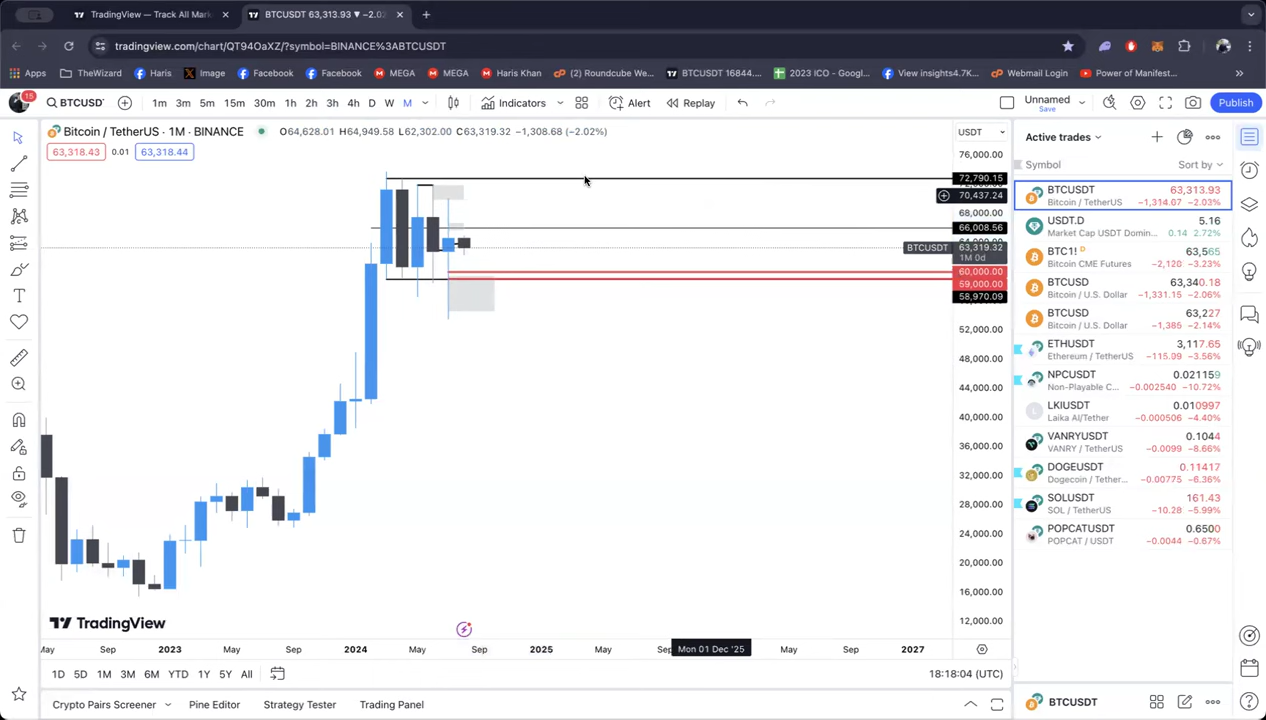 TradingView — Track All Mark
BTCUSDT 63,313.93 ▼ −2.02
tradingview.com/chart/QT94OaXZ/?symbol=BINANCE%3ABTCUSDT
Apps TheWizard Haris Image Facebook Facebook MEGA MEGA Haris Khan (2) Roundcube We... BTCUSDT 16844.... 2023 ICO - Googl... View insights4.7K... Webmail Login Power of Manifest... »
15 BTCUSD 1m 3m 5m 15m 30m 1h 2h 3h 4h D W M Indicators Alert Replay Unnamed Save Publish
Bitcoin / TetherUS · 1M · BINANCE O64,628.01 H64,949.58 L62,302.00 C63,319.32 −1,308.68 (−2.02%)
63,318.43 0.01 63,318.44
USDT
76,000.00
72,790.15
70,437.24
68,000.00
66,008.56
BTCUSDT 63,319.32
1M 0d
60,000.00
59,000.00
58,970.09
52,000.00
48,000.00
44,000.00
40,000.00
36,000.00
32,000.00
28,000.00
24,000.00
20,000.00
16,000.00
12,000.00
TradingView
May Sep 2023 May Sep 2024 May Sep 2025 May Sep Mon 01 Dec '25 May Sep 2027
1D 5D 1M 3M 6M YTD 1Y 5Y All 18:18:04 (UTC)
Crypto Pairs Screener Pine Editor Strategy Tester Trading Panel
Active trades
Symbol Sort by
BTCUSDT 63,313.93
Bitcoin / TetherUS −1,314.07 −2.03%
USDT.D 5.16
Market Cap USDT Domin... 0.14 2.72%
BTC1! D 63,565
Bitcoin CME Futures −2,128 −3.23%
BTCUSD 63,340.18
Bitcoin / U.S. Dollar −1,331.15 −2.06%
BTCUSD 63,227
Bitcoin / U.S. Dollar −1,385 −2.14%
ETHUSDT 3,117.65
Ethereum / TetherUS −115.09 −3.56%
NPCUSDT 0.021159
Non-Playable C... −0.002540 −10.72%
LKIUSDT 0.010997
Laika AI/Tether −0.000506 −4.40%
VANRYUSDT 0.1044
VANRY / TetherUS −0.0099 −8.66%
DOGEUSDT 0.11417
Dogecoin / Tether... −0.00775 −6.36%
SOLUSDT 161.43
SOL / TetherUS −10.28 −5.99%
POPCATUSDT 0.6500
POPCAT / USDT −0.0044 −0.67%
BTCUSDT